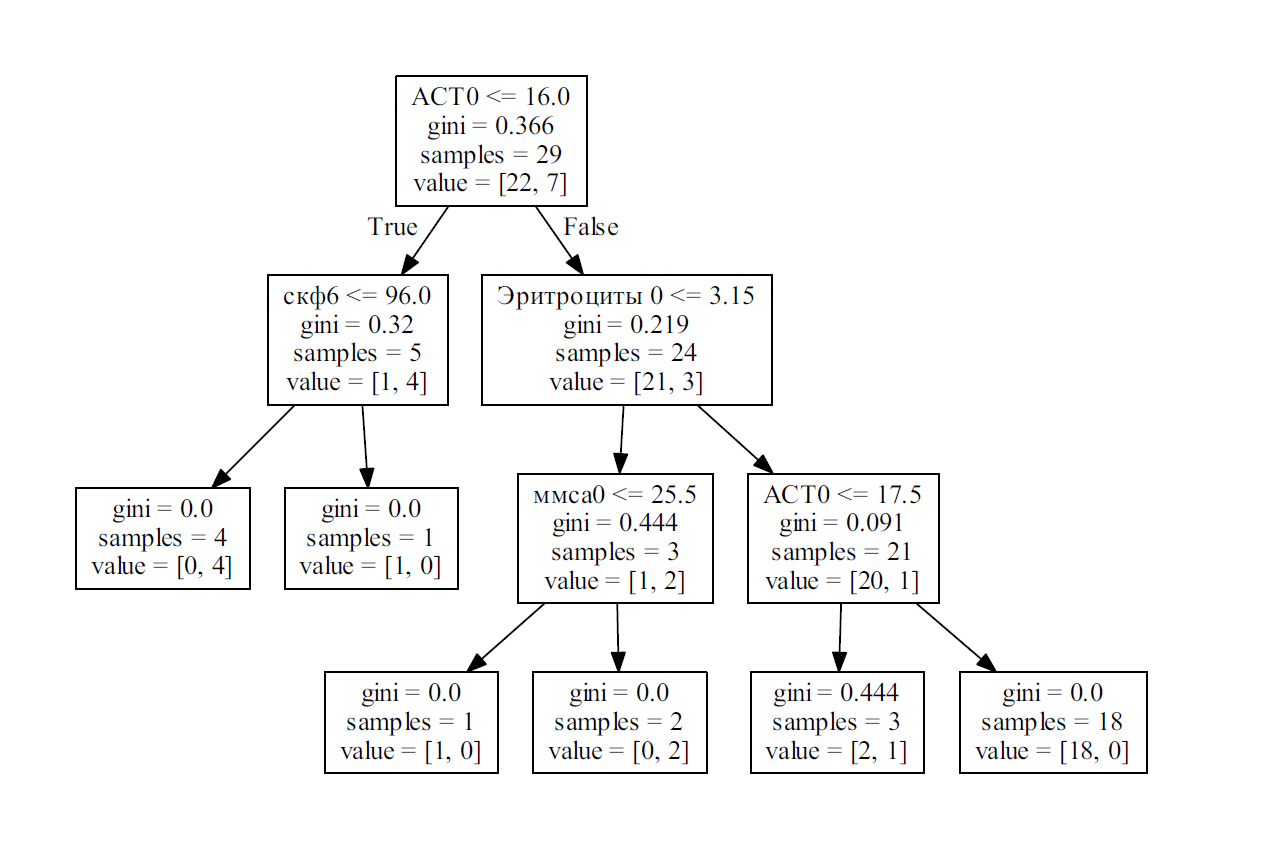 АСТ0 <= 16.0
gini = 0.366
samples = 29
value = [22, 7]
True
False
скф6 <= 96.0
gini = 0.32
samples = 5
value = [1, 4]
Эритроциты 0 <= 3.15
gini = 0.219
samples = 24
value = [21, 3]
gini = 0.0
samples = 4
value = [0, 4]
gini = 0.0
samples = 1
value = [1, 0]
ммса0 <= 25.5
gini = 0.444
samples = 3
value = [1, 2]
АСТ0 <= 17.5
gini = 0.091
samples = 21
value = [20, 1]
gini = 0.0
samples = 1
value = [1, 0]
gini = 0.0
samples = 2
value = [0, 2]
gini = 0.444
samples = 3
value = [2, 1]
gini = 0.0
samples = 18
value = [18, 0]